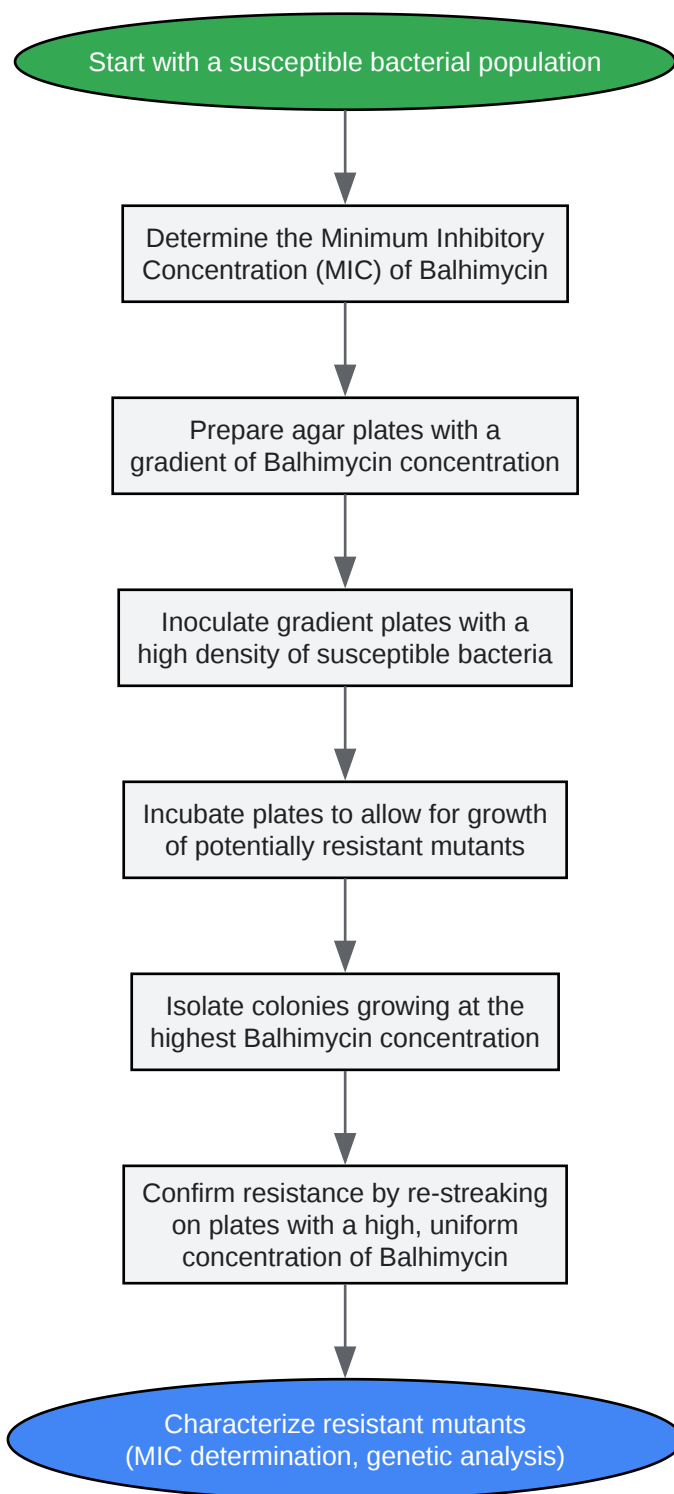 Start with a susceptible bacterial population
Determine the Minimum Inhibitory
Concentration (MIC) of Balhimycin
Prepare agar plates with a
gradient of Balhimycin concentration
Inoculate gradient plates with a
high density of susceptible bacteria
Incubate plates to allow for growth
of potentially resistant mutants
Isolate colonies growing at the
highest Balhimycin concentration
Confirm resistance by re-streaking
on plates with a high, uniform
concentration of Balhimycin
Characterize resistant mutants
(MIC determination, genetic analysis)